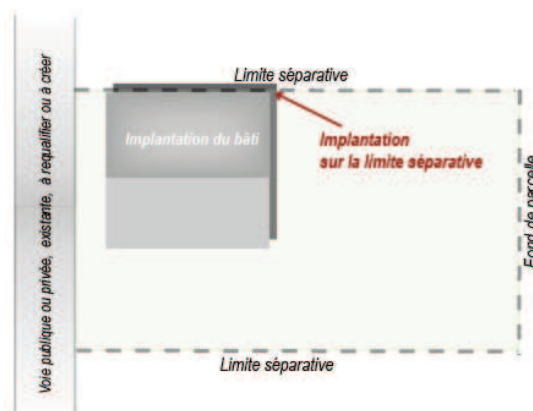 Limite séparative
Implantation du bâti
Implantation
sur la limite séparative
Voie publique ou privée, existante, à requalifier ou à créer
Fond de parcelle
Limite séparative